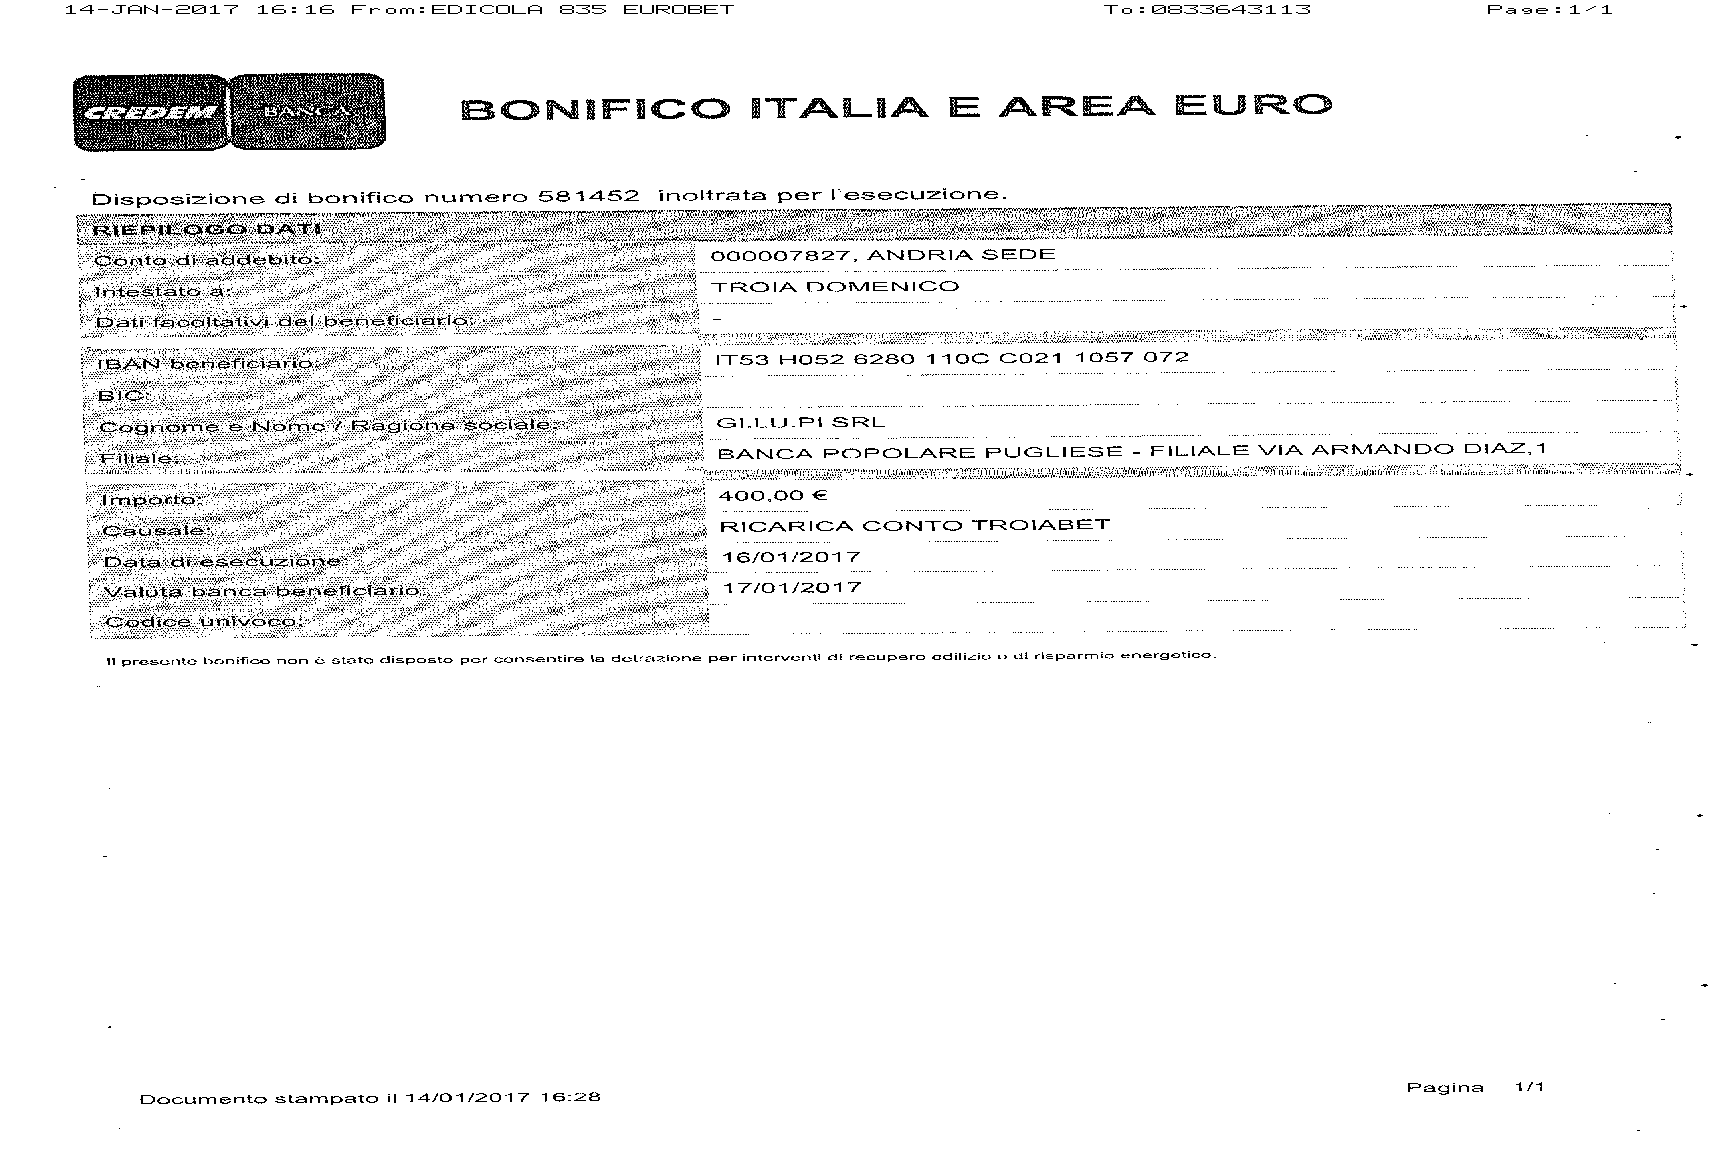 14-JAN-2017 16:16 From:EDICOLA 835 EUROBET To:0833643113 Page:1/1
CREDEM BANCA BONIFICO ITALIA E AREA EURO
Disposizione di bonifico numero 581452 inoltrata per l'esecuzione.
RIEPILOGO DATI
Conto di addebito: 000007827, ANDRIA SEDE
Intestato a: TROIA DOMENICO
Dati facoltativi del beneficiario: -
IBAN beneficiario: IT53 H052 6280 110C C021 1057 072
BIC:
Cognome e Nome / Ragione sociale: GI.LU.PI SRL
Filiale: BANCA POPOLARE PUGLIESE - FILIALE VIA ARMANDO DIAZ,1
Importo: 400,00 €
Causale: RICARICA CONTO TROIABET
Data di esecuzione: 16/01/2017
Valuta banca beneficiario: 17/01/2017
Codice univoco:
Il presente bonifico non è stato disposto per consentire la detrazione per interventi di recupero edilizio o di risparmio energetico.
Documento stampato il 14/01/2017 16:28 Pagina 1/1